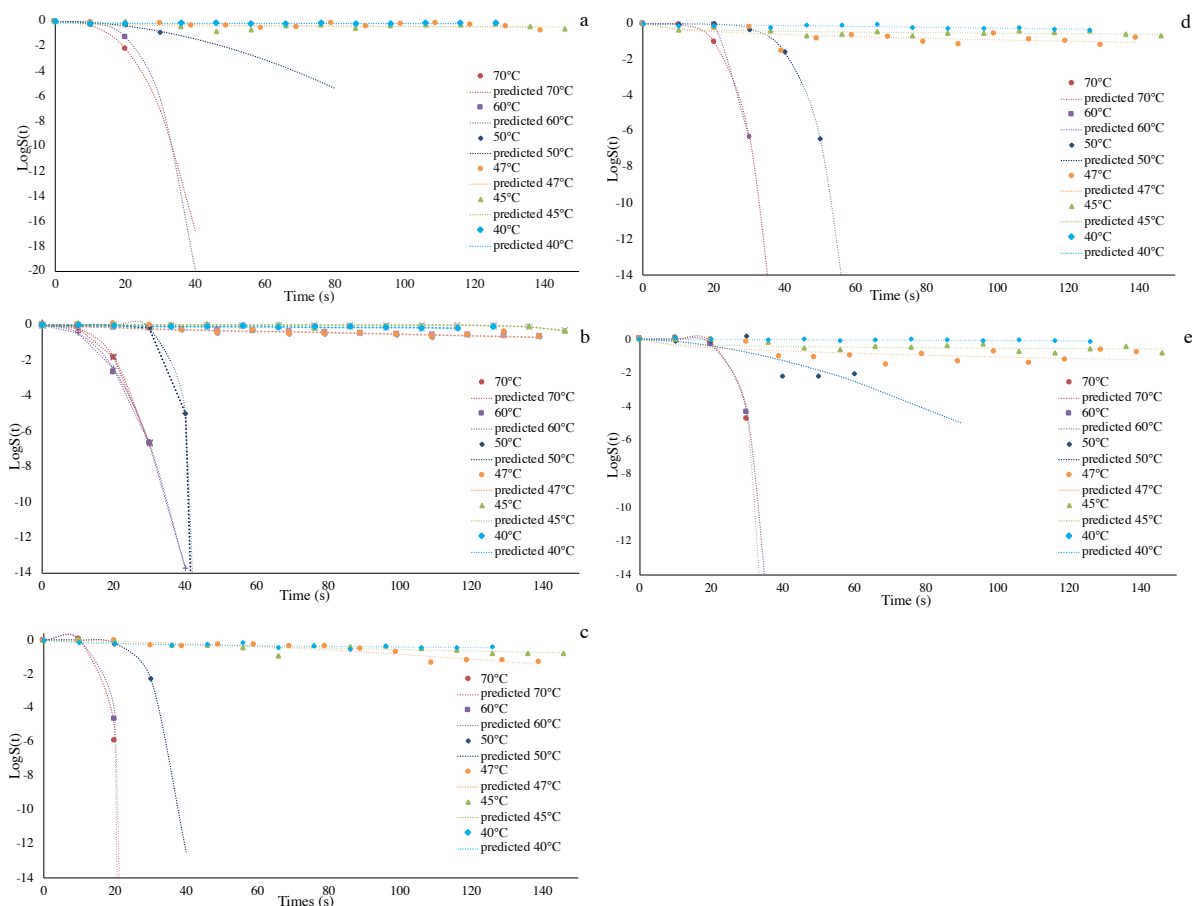 a
0
-2
-4
-6
-8
-10
-12
-14
-16
-18
-20
LogS(t)
70°C
predicted 70°C
60°C
predicted 60°C
50°C
predicted 50°C
47°C
predicted 47°C
45°C
predicted 45°C
40°C
predicted 40°C
0 20 40 60 80 100 120 140
Time (s)
d
0
-2
-4
-6
-8
-10
-12
-14
LogS(t)
70°C
predicted 70°C
60°C
predicted 60°C
50°C
predicted 50°C
47°C
predicted 47°C
45°C
predicted 45°C
40°C
predicted 40°C
0 20 40 60 80 100 120 140
Time (s)
b
0
-2
-4
-6
-8
-10
-12
-14
LogS(t)
70°C
predicted 70°C
60°C
predicted 60°C
50°C
predicted 50°C
47°C
predicted 47°C
45°C
predicted 45°C
40°C
predicted 40°C
0 20 40 60 80 100 120 140
Time (s)
e
0
-2
-4
-6
-8
-10
-12
-14
LogS(t)
70°C
predicted 70°C
60°C
predicted 60°C
50°C
predicted 50°C
47°C
predicted 47°C
45°C
predicted 45°C
40°C
predicted 40°C
0 20 40 60 80 100 120 140
Time (s)
c
0
-2
-4
-6
-8
-10
-12
-14
LogS(t)
70°C
predicted 70°C
60°C
predicted 60°C
50°C
predicted 50°C
47°C
predicted 47°C
45°C
predicted 45°C
40°C
predicted 40°C
0 20 40 60 80 100 120 140
Times (s)